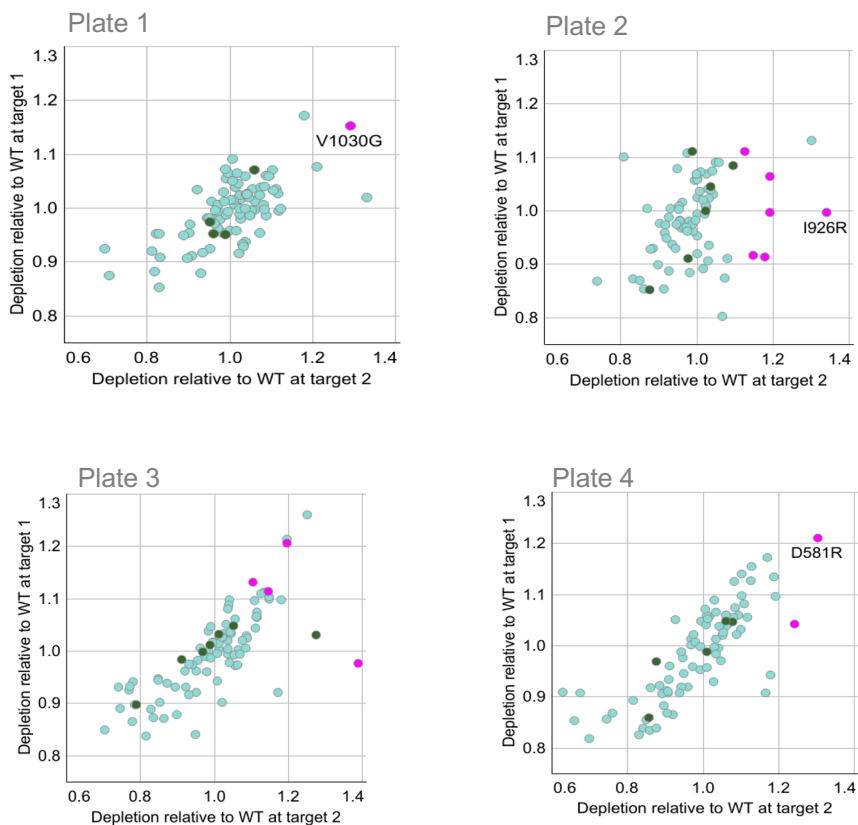 Plate 1
1.3
1.2
1.1
1.0
0.9
0.8
0.6
0.8
1.0
1.2
1.4
V1030G
Depletion relative to WT at target 1
Depletion relative to WT at target 2
Plate 2
1.3
1.2
1.1
1.0
0.9
0.8
0.6
0.8
1.0
1.2
1.4
I926R
Depletion relative to WT at target 1
Depletion relative to WT at target 2
Plate 3
1.3
1.2
1.1
1.0
0.9
0.8
0.6
0.8
1.0
1.2
1.4
Depletion relative to WT at target 1
Depletion relative to WT at target 2
Plate 4
1.3
1.2
1.1
1.0
0.9
0.8
0.6
0.8
1.0
1.2
1.4
D581R
Depletion relative to WT at target 1
Depletion relative to WT at target 2